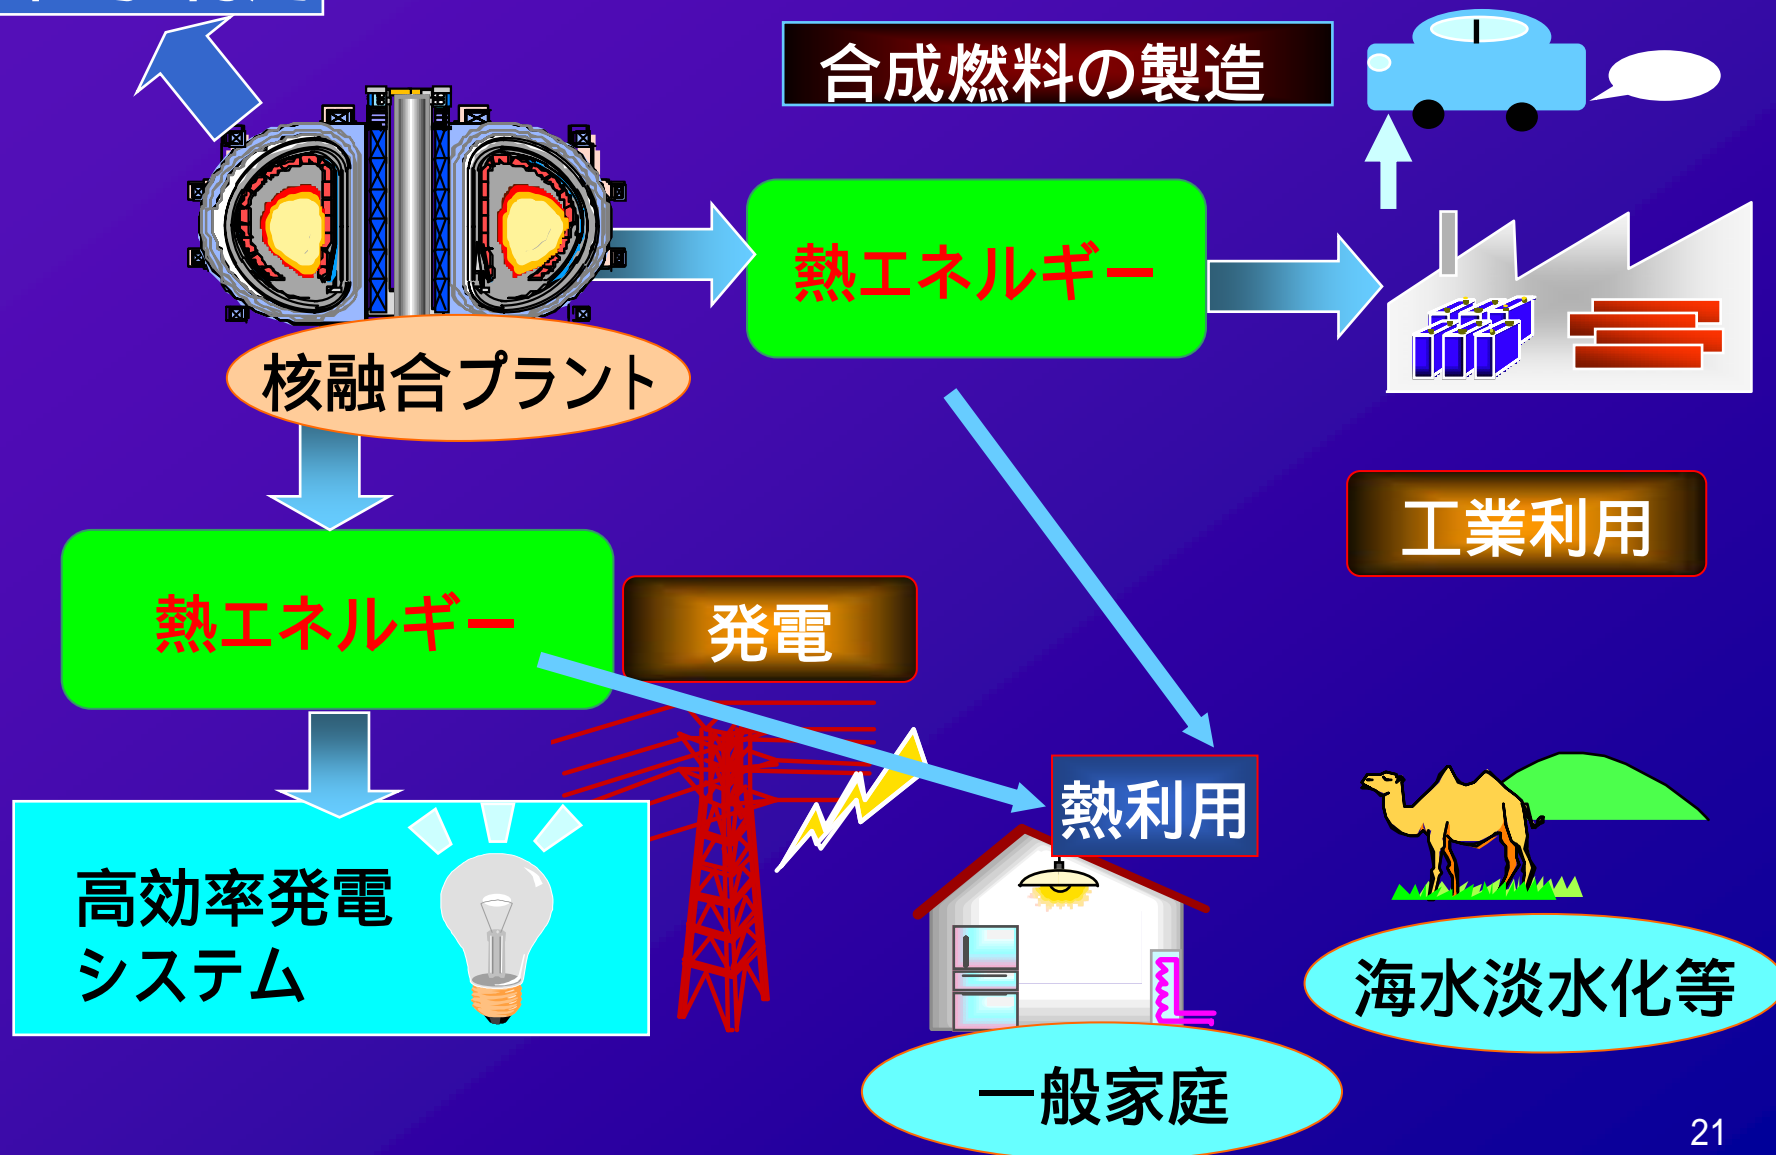 合成燃料の製造
熱エネルギー
核融合プラント
工業利用
熱エネルギー
発電
熱利用
高効率発電
システム
海水淡水化等
一般家庭
21